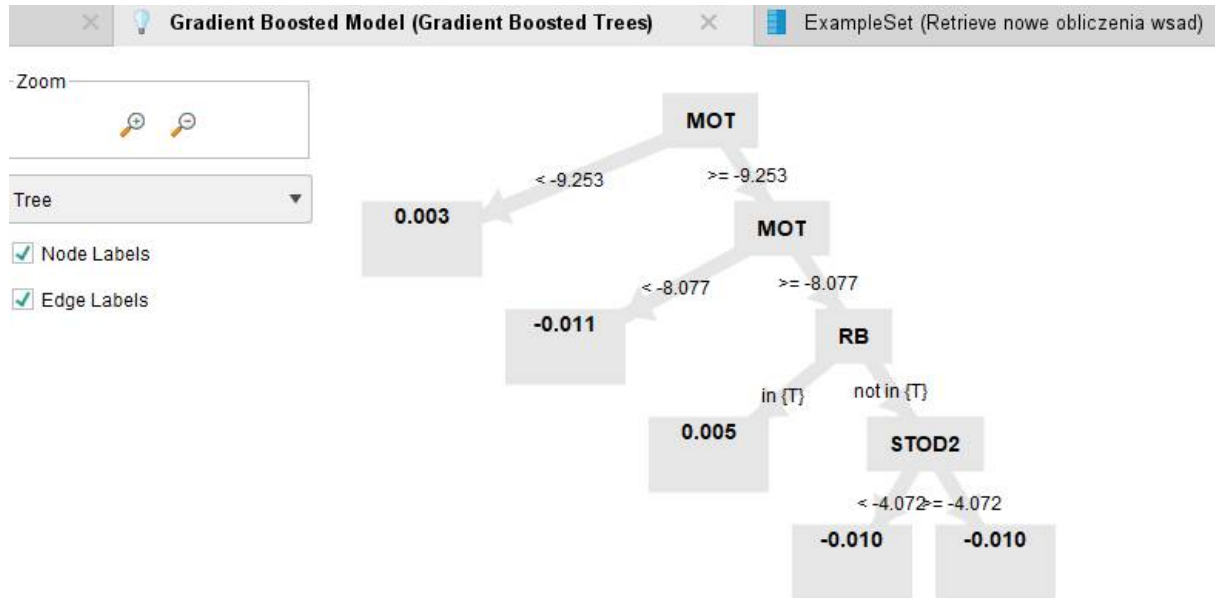 Gradient Boosted Model (Gradient Boosted Trees)
ExampleSet (Retrieve nowe obliczenia wsad)
Zoom
Tree
Node Labels
Edge Labels
MOT
< -9.253
>= -9.253
0.003
MOT
< -8.077
>= -8.077
-0.011
RB
in {T}
not in {T}
0.005
STOD2
< -4.072
>= -4.072
-0.010
-0.010